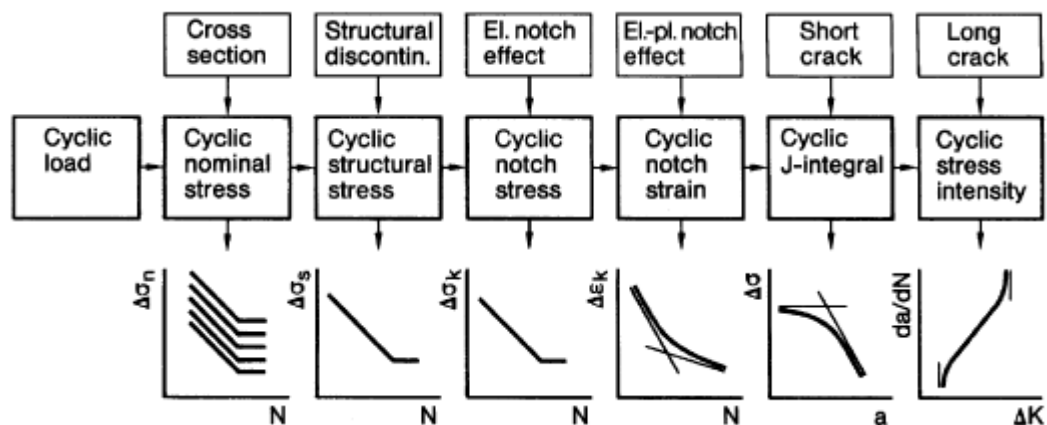 Cross
section
Structural
discontin.
El. notch
effect
El.-pl. notch
effect
Short
crack
Long
crack
Cyclic
load
Cyclic
nominal
stress
Cyclic
structural
stress
Cyclic
notch
stress
Cyclic
notch
strain
Cyclic
J-integral
Cyclic
stress
intensity
Δσn
N
Δσs
N
Δσk
N
Δεk
N
Δσ
a
da/dN
ΔK